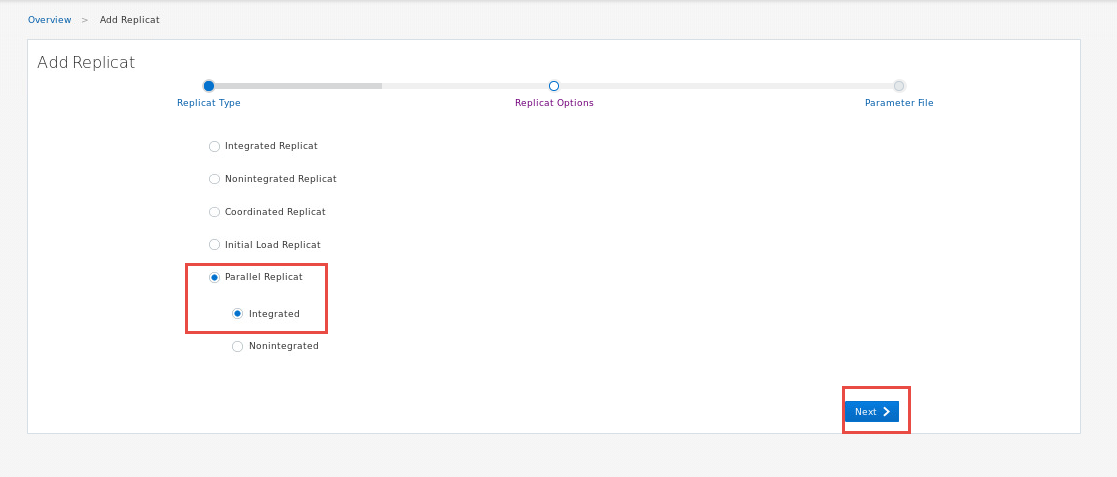 Overview > Add Replicat
Add Replicat
Replicat Type Replicat Options Parameter File
Integrated Replicat
Nonintegrated Replicat
Coordinated Replicat
Initial Load Replicat
Parallel Replicat
Integrated
Nonintegrated
Next